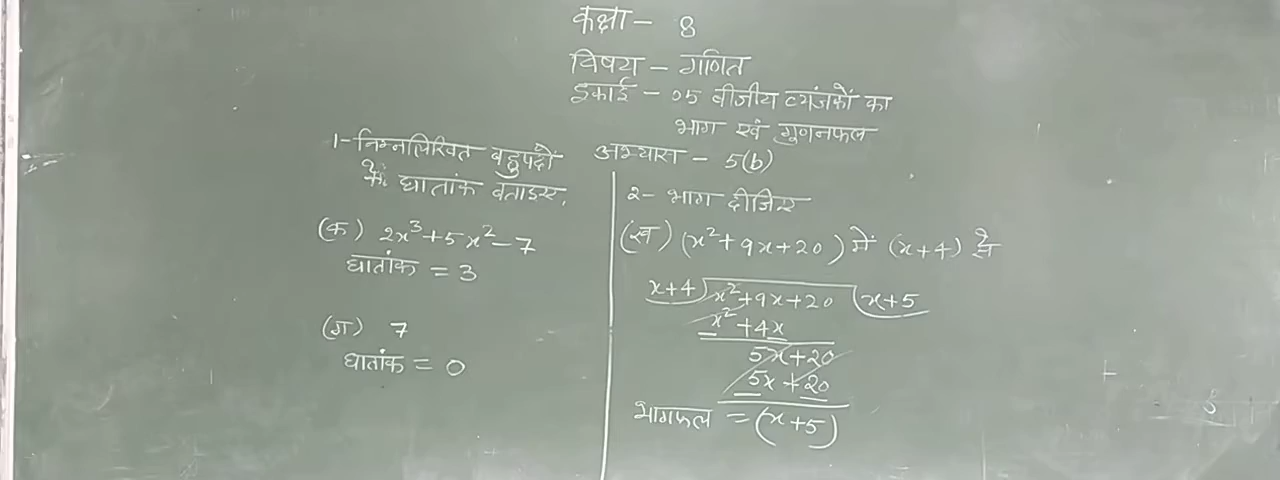 कक्षा - 8
विषय - गणित
इकाई - 05 बीजीय व्यंजकों का
भाग एवं गुणनफल
अभ्यास - 5(b)
1- निम्नलिखित बहुपदों
के घातांक बताइए.
(क) 2x³+5x²-7
घातांक = 3
(ग) 7
घातांक = 0
2- भाग दीजिए
(ख) (x²+9x+20) में (x+4) से
x+4)x²+9x+20(x+5
x²+4x
5x+20
5x+20
भागफल = (x+5)